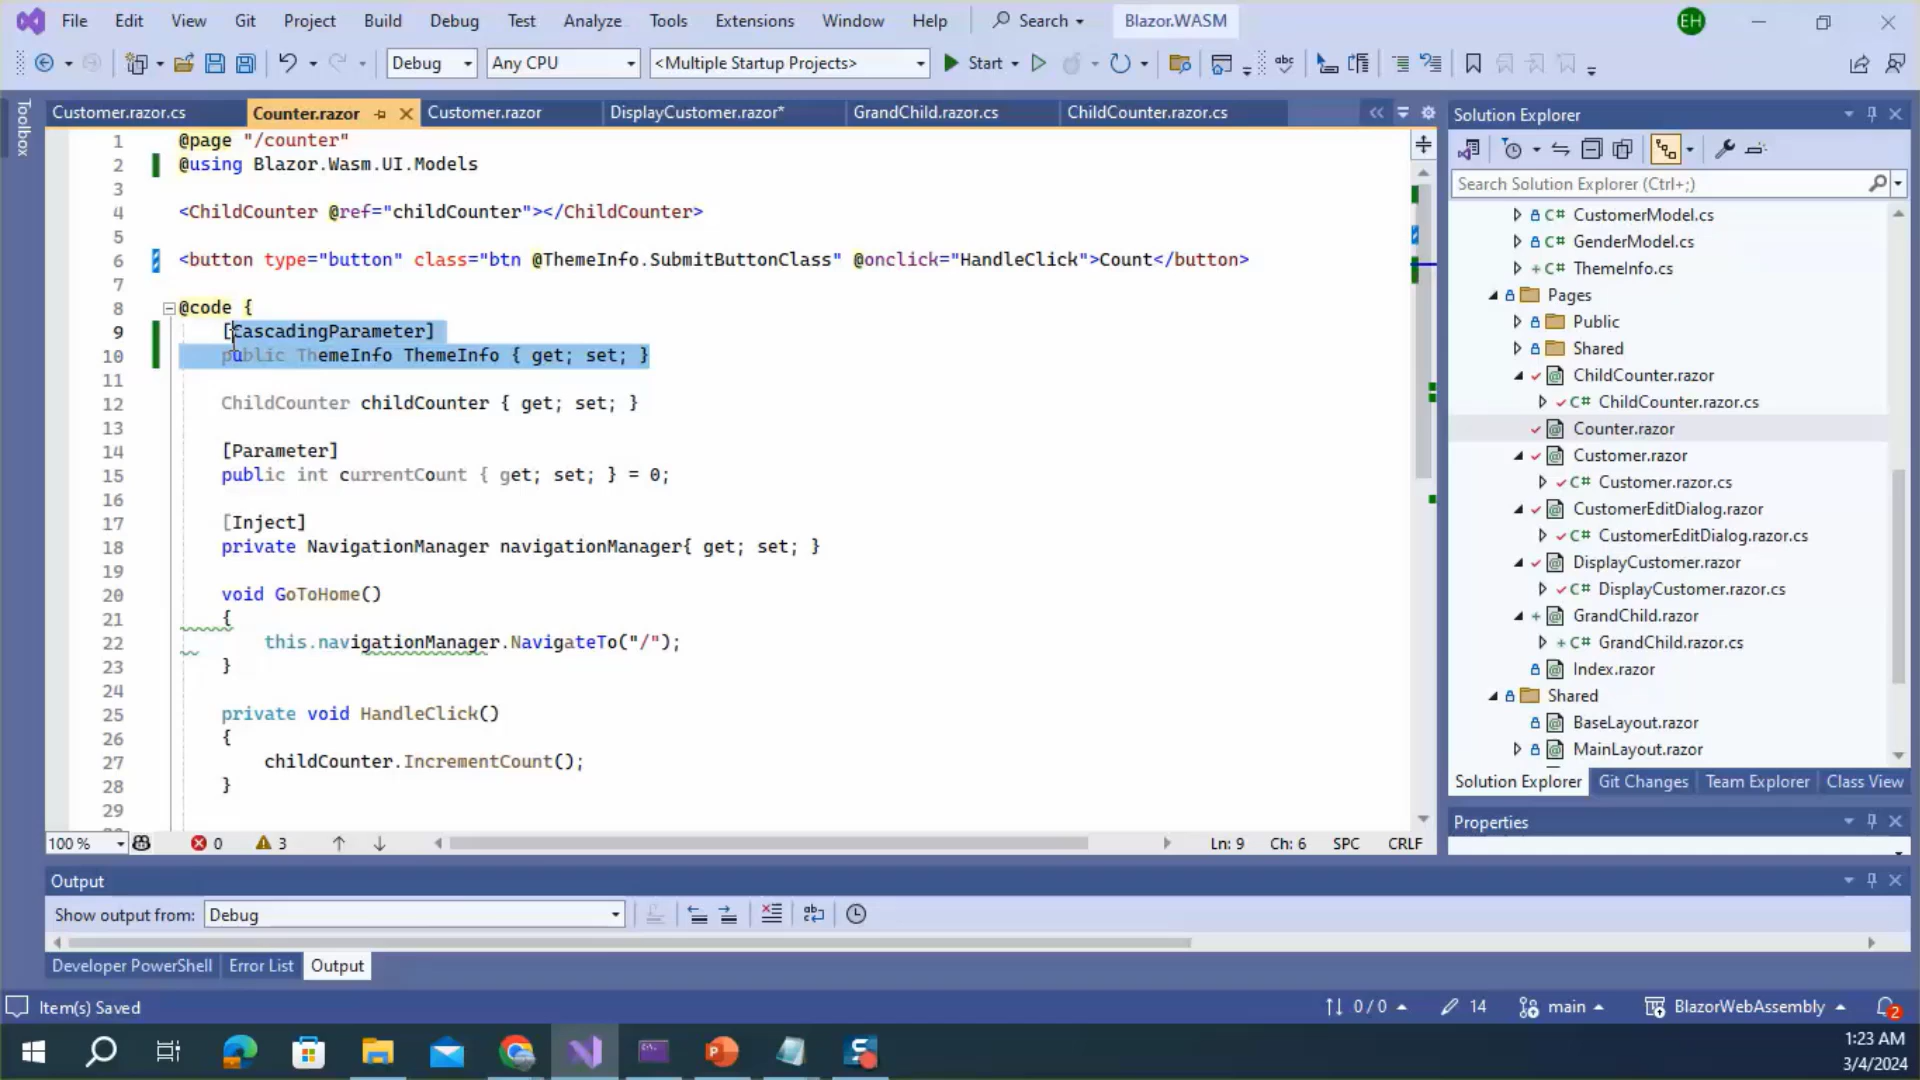 File Edit View Git Project Build Debug Test Analyze Tools Extensions Window Help Search Blazor.WASM EH
Debug Any CPU <Multiple Startup Projects> Start
Toolbox
Customer.razor.cs Counter.razor Customer.razor DisplayCustomer.razor* GrandChild.razor.cs ChildCounter.razor.cs
1 @page "/counter"
2 @using Blazor.Wasm.UI.Models
3
4 <ChildCounter @ref="childCounter"></ChildCounter>
5
6 <button type="button" class="btn @ThemeInfo.SubmitButtonClass" @onclick="HandleClick">Count</button>
7
8 @code {
9 [CascadingParameter]
10 public ThemeInfo ThemeInfo { get; set; }
11
12 ChildCounter childCounter { get; set; }
13
14 [Parameter]
15 public int currentCount { get; set; } = 0;
16
17 [Inject]
18 private NavigationManager navigationManager{ get; set; }
19
20 void GoToHome()
21 {
22 this.navigationManager.NavigateTo("/");
23 }
24
25 private void HandleClick()
26 {
27 childCounter.IncrementCount();
28 }
29
100 % 0 3 Ln: 9 Ch: 6 SPC CRLF
Solution Explorer
Search Solution Explorer (Ctrl+;)
C# CustomerModel.cs
C# GenderModel.cs
+ C# ThemeInfo.cs
Pages
Public
Shared
ChildCounter.razor
C# ChildCounter.razor.cs
Counter.razor
Customer.razor
C# Customer.razor.cs
CustomerEditDialog.razor
C# CustomerEditDialog.razor.cs
DisplayCustomer.razor
C# DisplayCustomer.razor.cs
+ GrandChild.razor
+ C# GrandChild.razor.cs
Index.razor
Shared
BaseLayout.razor
MainLayout.razor
Solution Explorer Git Changes Team Explorer Class View
Properties
Output
Show output from: Debug
Developer PowerShell Error List Output
Item(s) Saved 0 / 0 14 main BlazorWebAssembly 2
1:23 AM
3/4/2024